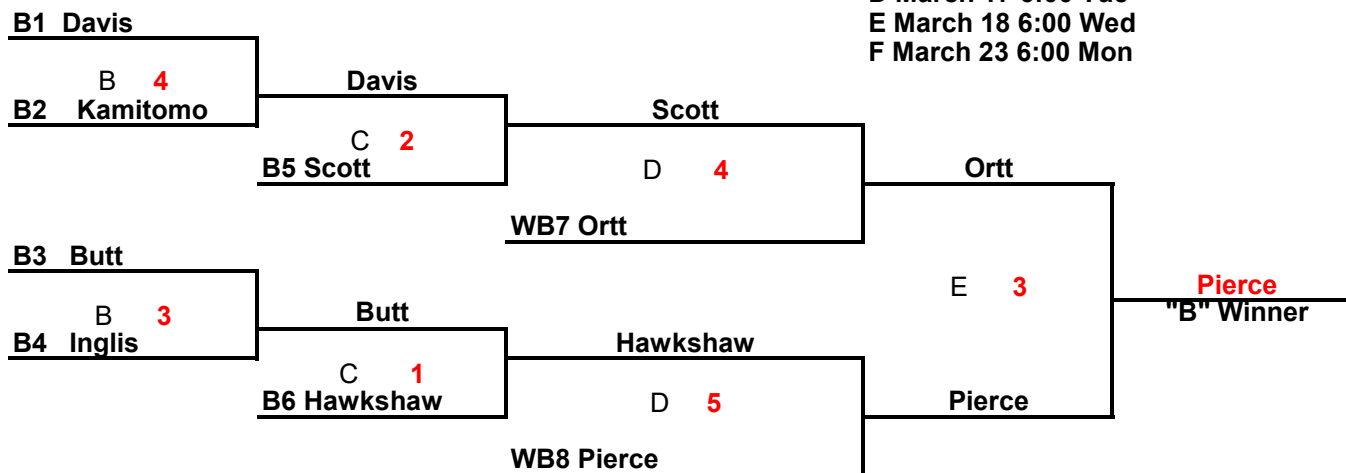 B1 Davis
E March 18 6:00 Wed
F March 23 6:00 Mon
B 4
Davis
B2 Kamitomo
Scott
C 2
B5 Scott
D 4
Ortt
WB7 Ortt
B3 Butt
E 3
Pierce
"B" Winner
B 3
Butt
B4 Inglis
Hawkshaw
C 1
B6 Hawkshaw
D 5
Pierce
WB8 Pierce